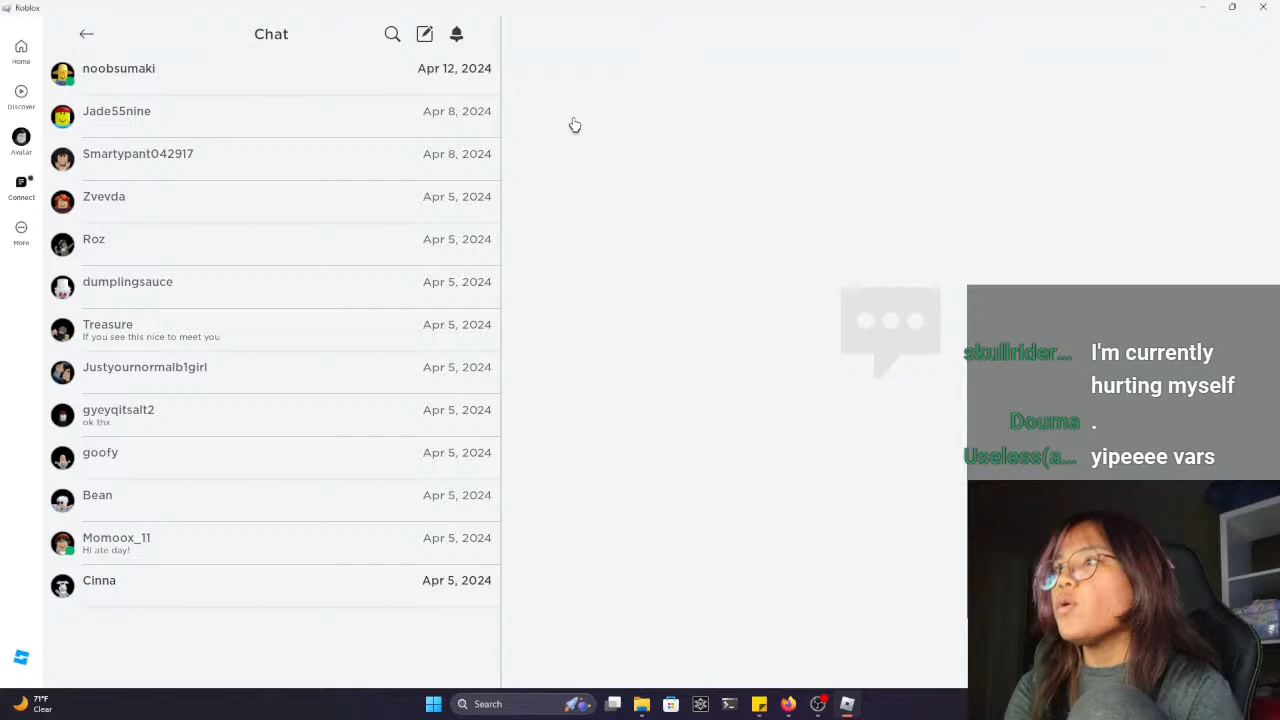 Roblox
Home
Discover
Avatar
Connect
More
Chat
noobsumaki Apr 12, 2024
Jade55nine Apr 8, 2024
Smartypant042917 Apr 8, 2024
Zvevda Apr 5, 2024
Roz Apr 5, 2024
dumplingsauce Apr 5, 2024
Treasure Apr 5, 2024
If you see this nice to meet you
Justyournormalb1girl Apr 5, 2024
gyeyqitsalt2 Apr 5, 2024
ok thx
goofy Apr 5, 2024
Bean Apr 5, 2024
Momoox_11 Apr 5, 2024
Hi ate day!
Cinna Apr 5, 2024
skullrider... I'm currently
hurting myself
Douma .
Useless(a... yipeeee vars
71°F
Clear
Search